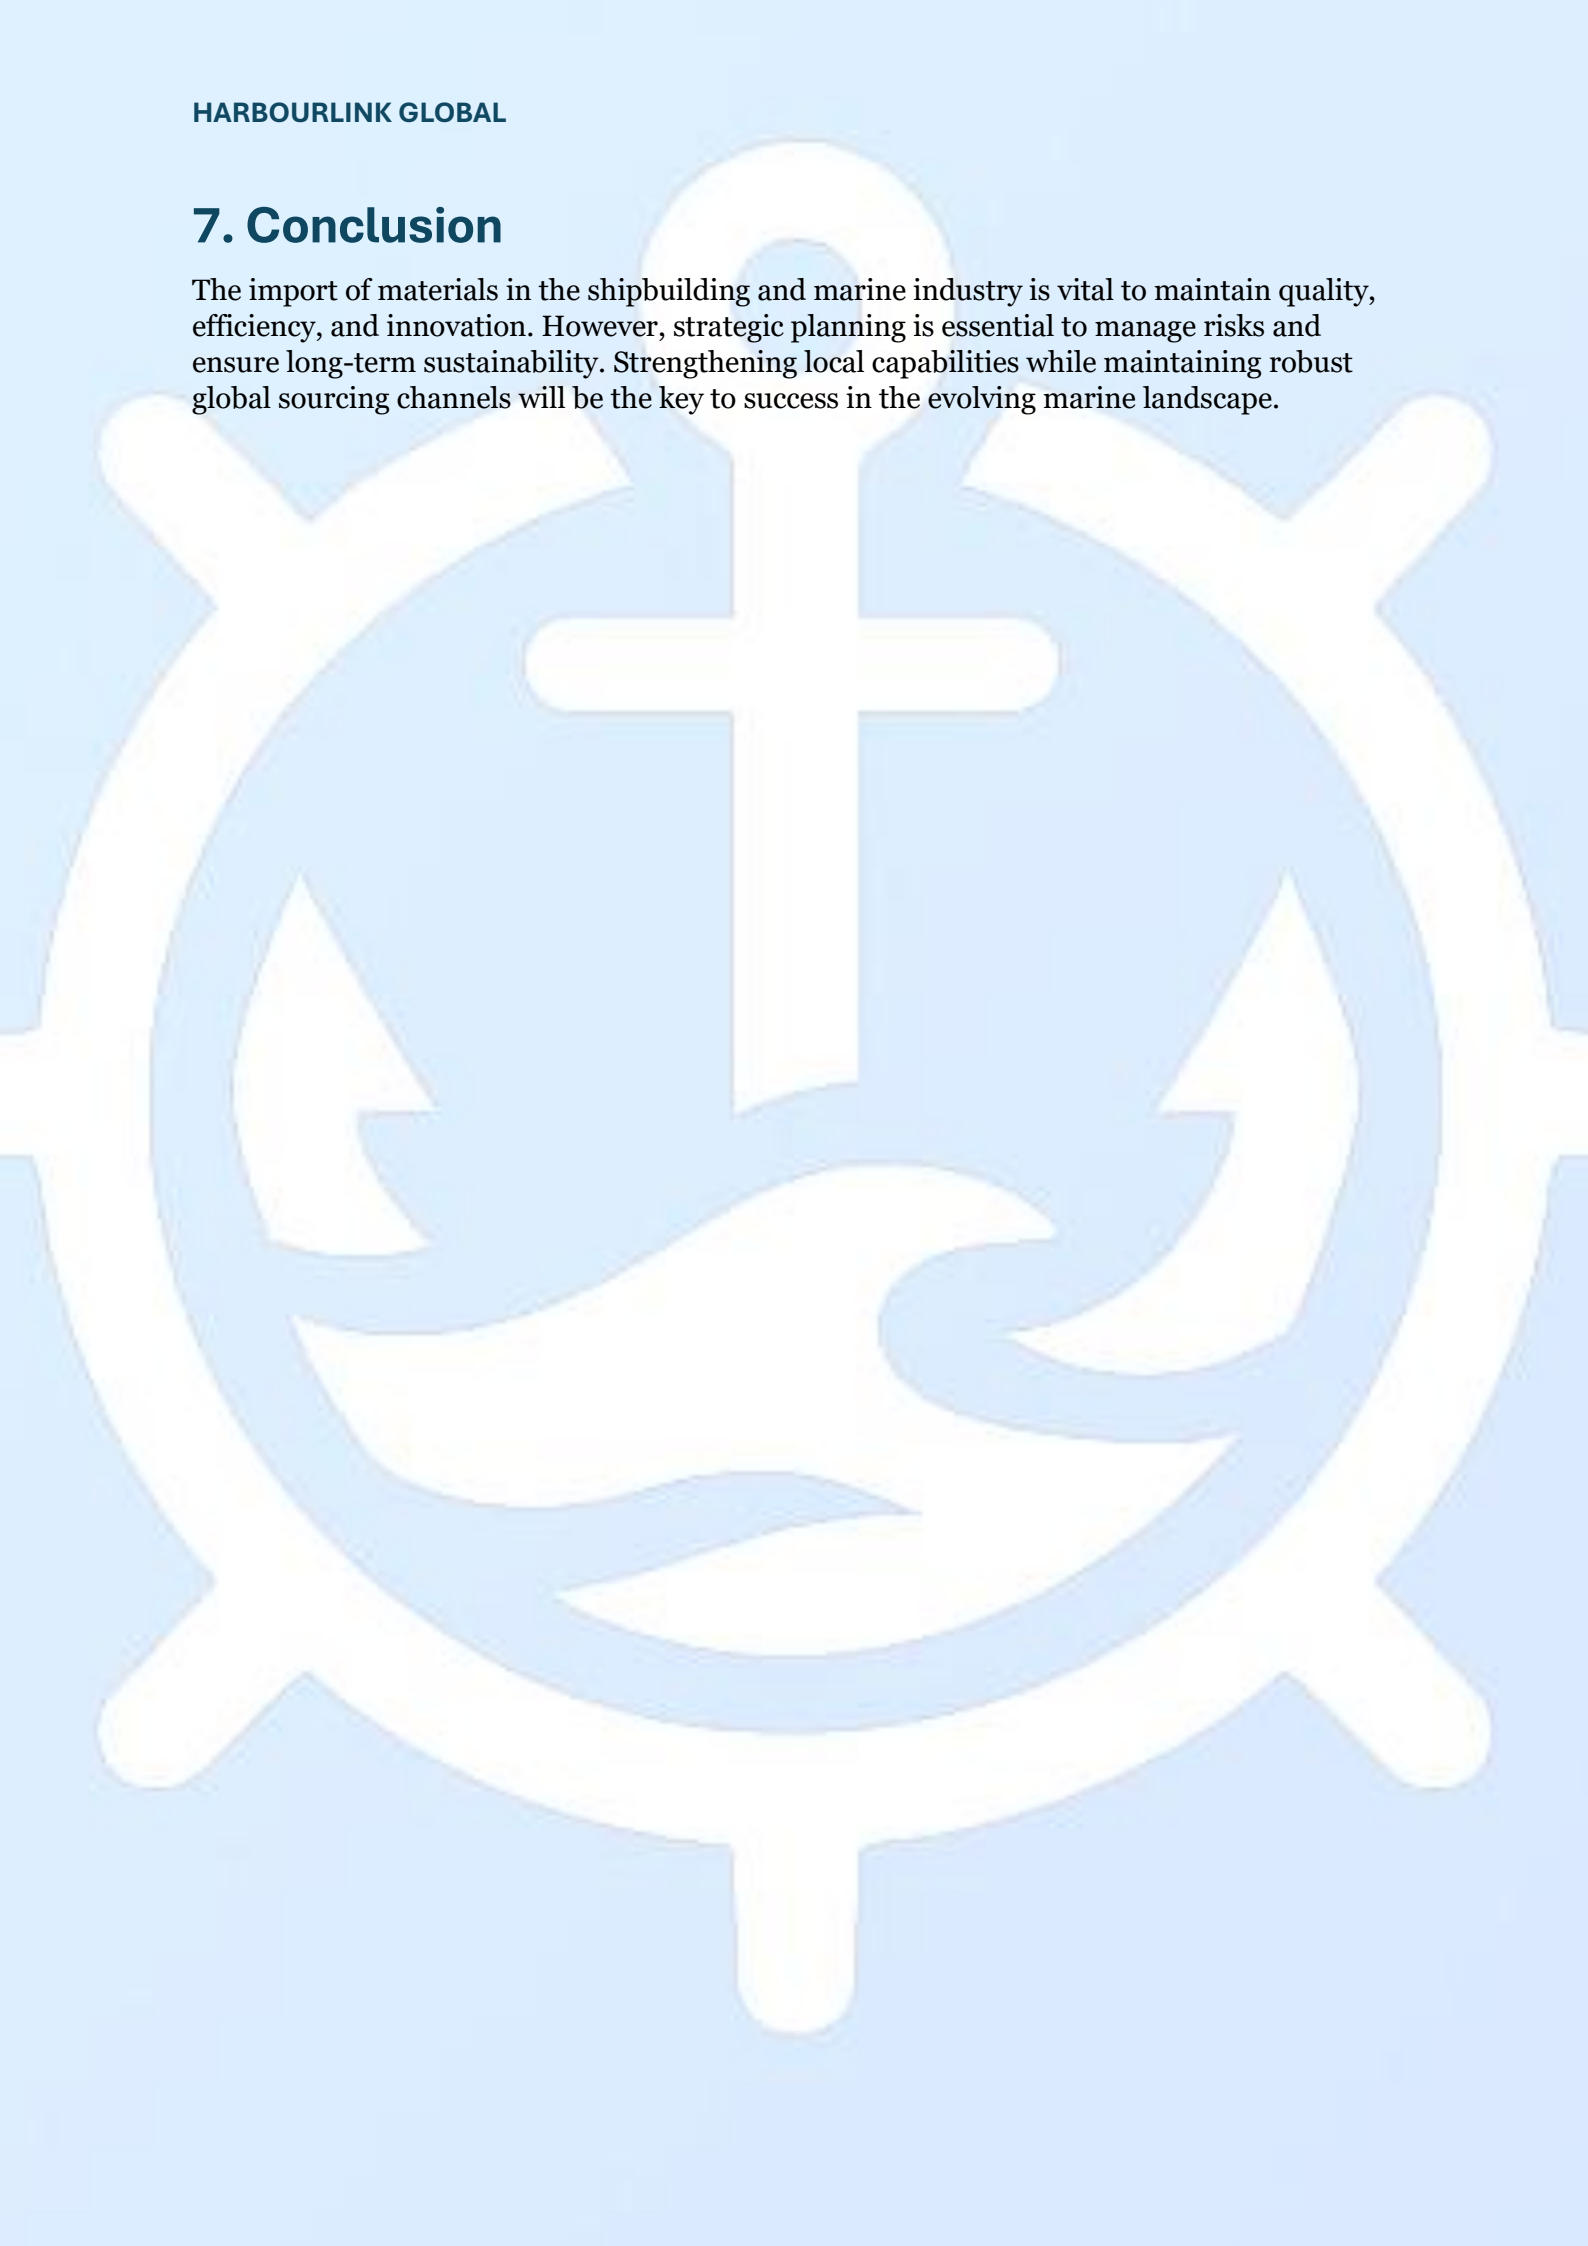 HARBOURLINK GLOBAL
7. Conclusion
The import of materials in the shipbuilding and marine industry is vital to maintain quality,
efficiency, and innovation. However, strategic planning is essential to manage risks and
ensure long-term sustainability. Strengthening local capabilities while maintaining robust
global sourcing channels will be the key to success in the evolving marine landscape.